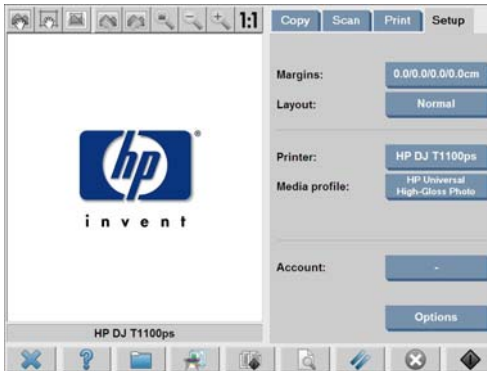 1:1
Copy Scan Print Setup
Margins: 0.0/0.0/0.0/0.0cm
Layout: Normal
hp®
invent
Printer: HP DJ T1100ps
Media profile: HP Universal
High-Gloss Photo
Account: -
Options
HP DJ T1100ps